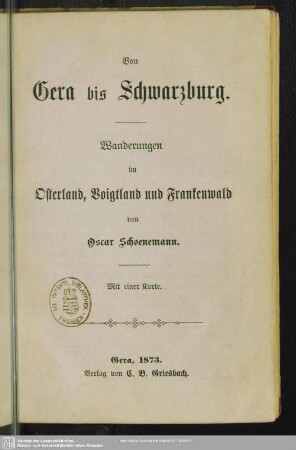 Von
Gera bis Schwarzburg.
Wanderungen
im
Osterland, Voigtland und Frankenwald
von
Oscar Schoenemann.
Mit einer Karte.
Gera, 1873.
Verlag von C. B. Griesbach.